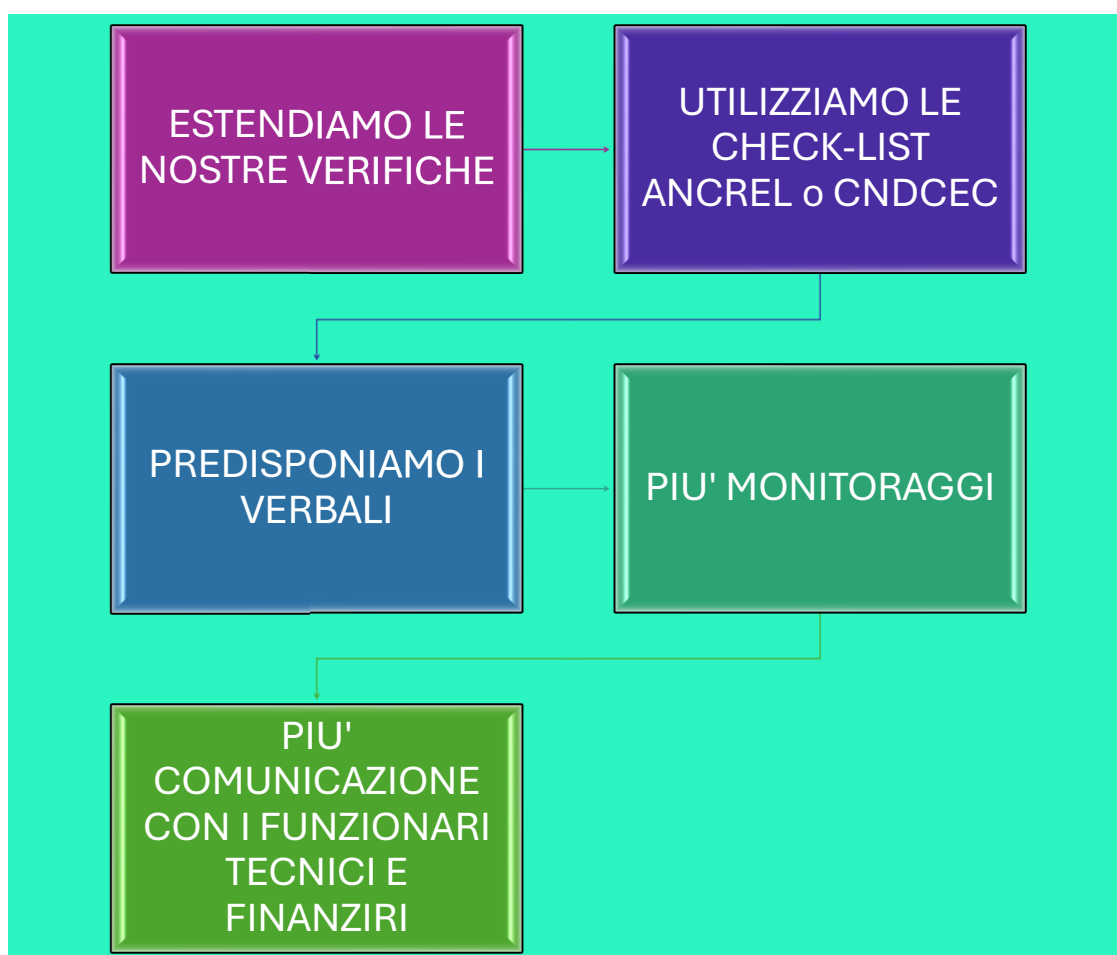 ESTENDIAMO LE
NOSTRE VERIFICHE
UTILIZZIAMO LE
CHECK-LIST
ANCREL o CNDCEC
PREDISPONIAMO I
VERBALI
PIU' MONITORAGGI
PIU'
COMUNICAZIONE
CON I FUNZIONARI
TECNICI E
FINANZIRI